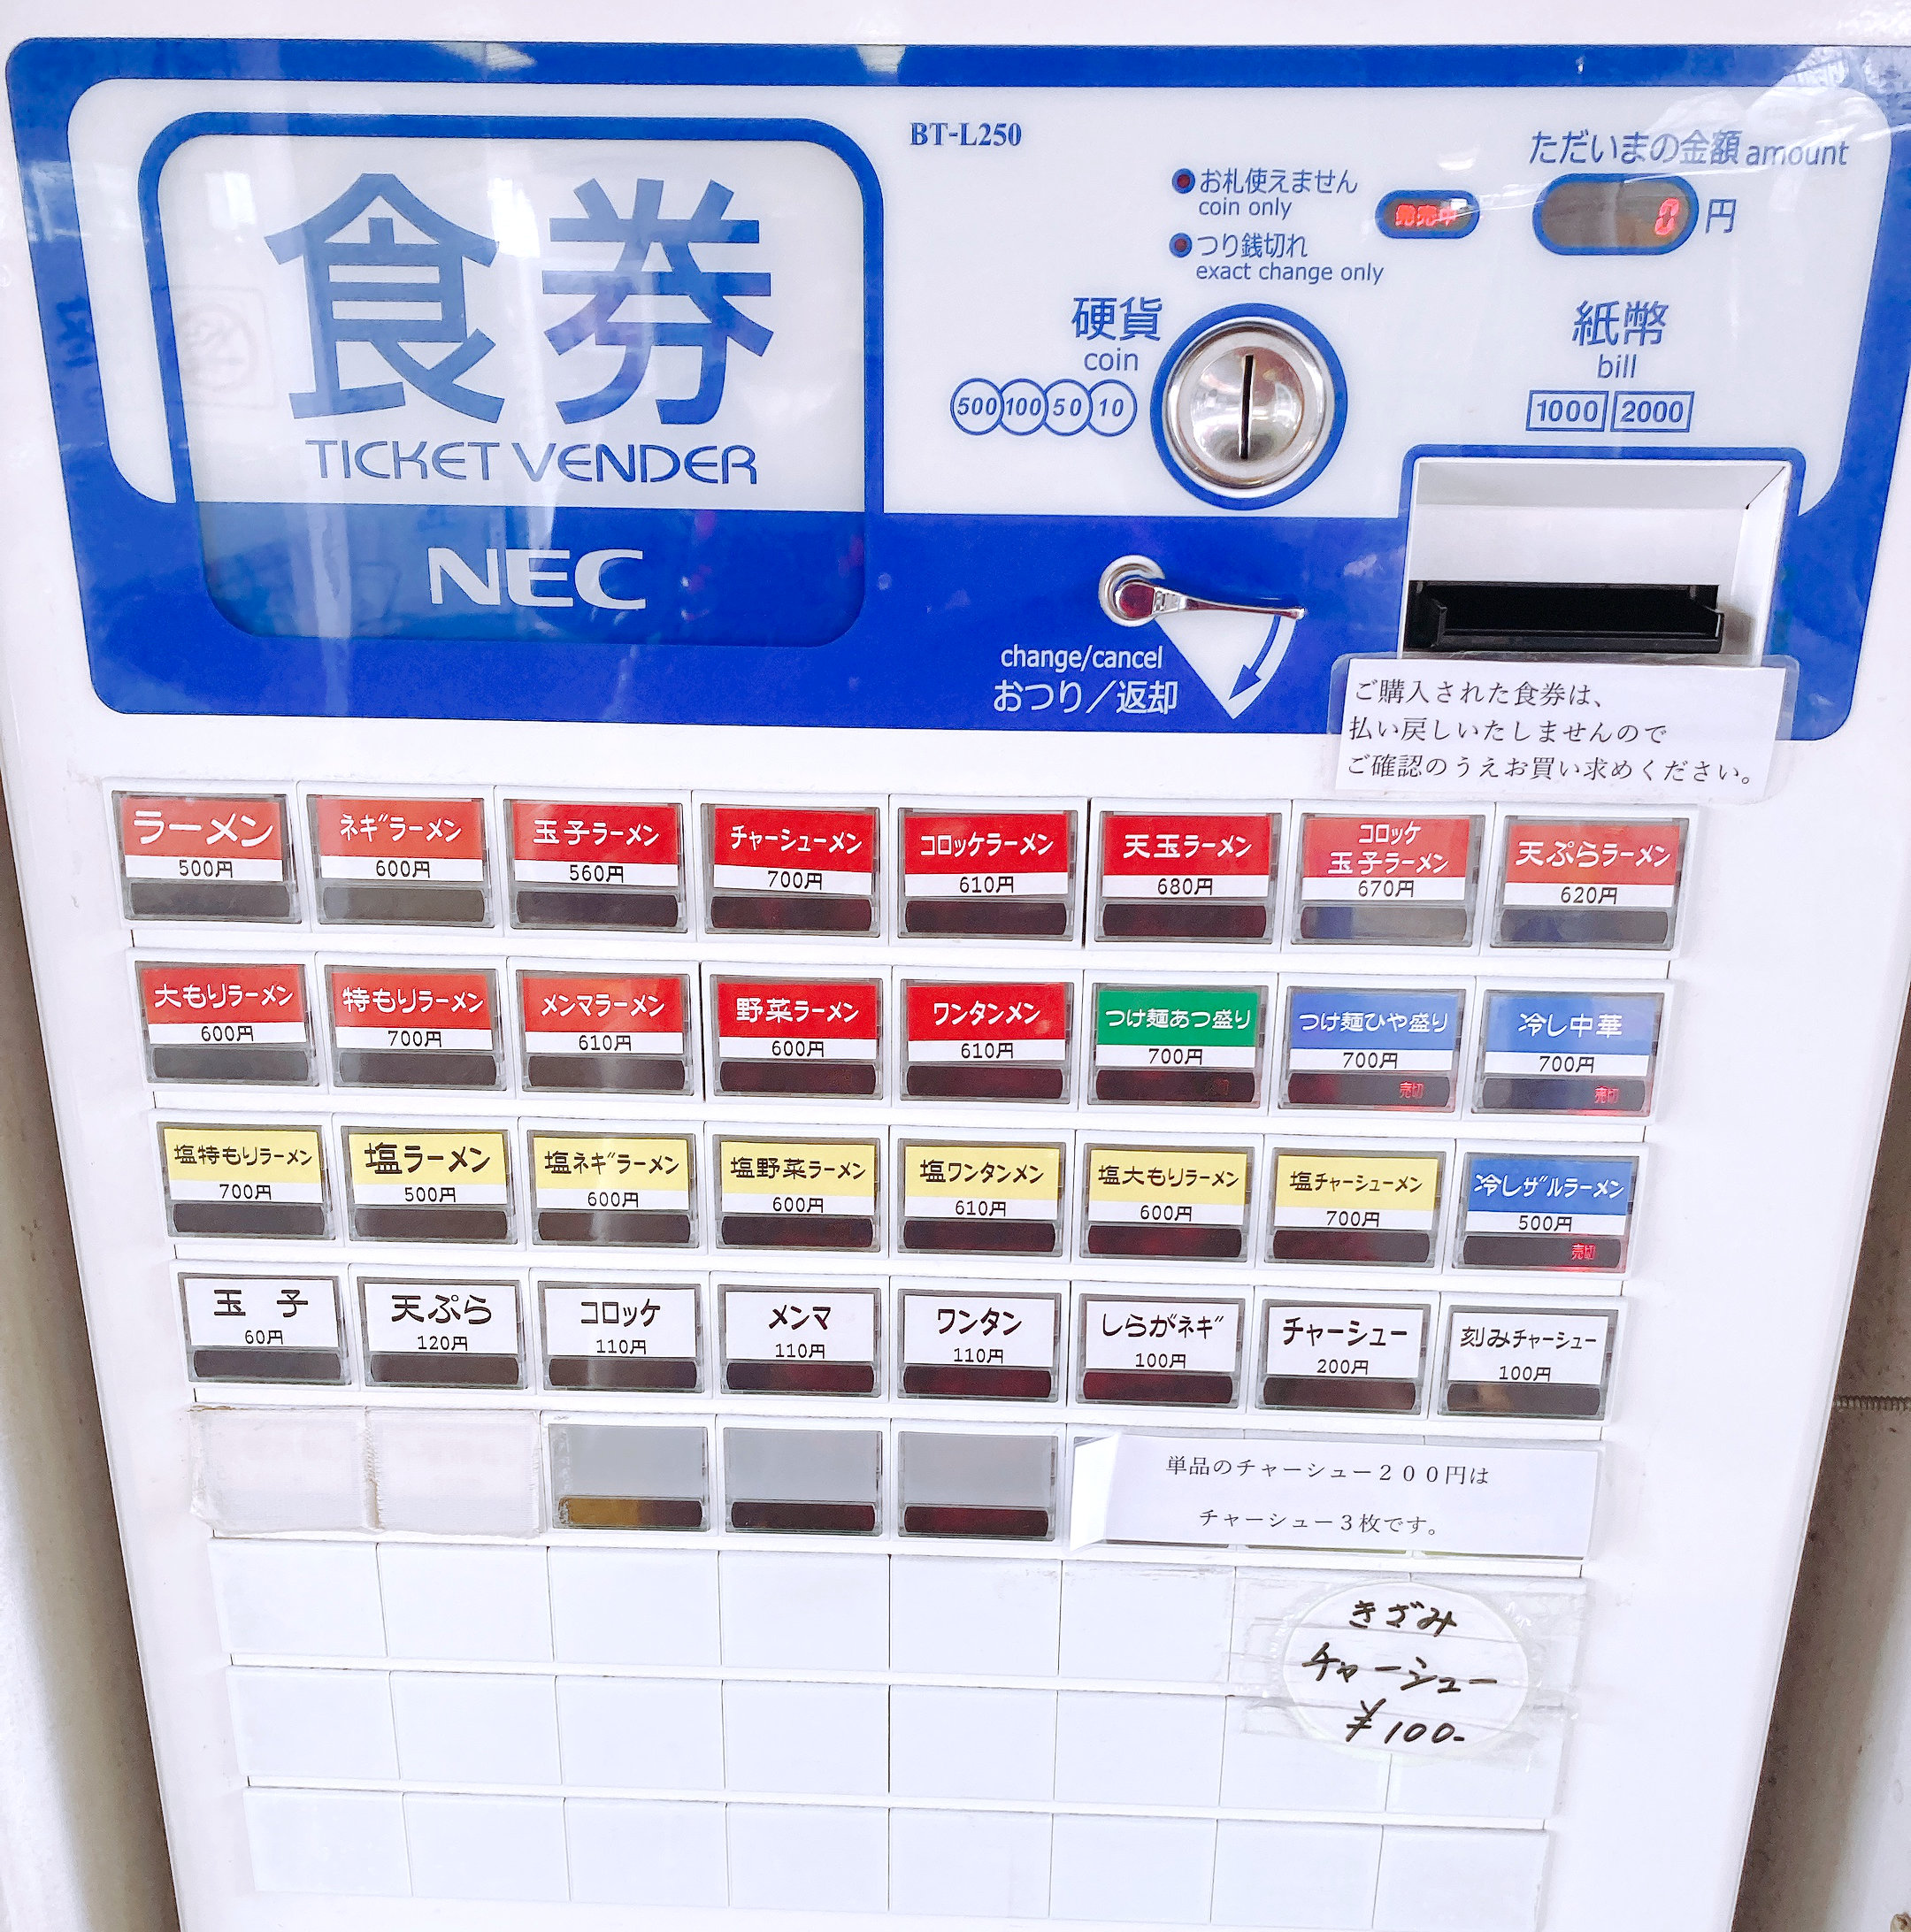 食券
TICKET VENDER
NEC
BT-L250
お札使えません
coin only
つり銭切れ
exact change only
発売中
ただいまの金額 amount
0 円
硬貨
coin
500 100 50 10
紙幣
bill
1000 2000
change/cancel
おつり／返却
ご購入された食券は、
払い戻しいたしませんので
ご確認のうえお買い求めください。
ラーメン
500円
ネギラーメン
600円
玉子ラーメン
560円
チャーシューメン
700円
コロッケラーメン
610円
天玉ラーメン
680円
コロッケ
玉子ラーメン
670円
天ぷらラーメン
620円
大もりラーメン
600円
特もりラーメン
700円
メンマラーメン
610円
野菜ラーメン
600円
ワンタンメン
610円
つけ麺あつ盛り
700円
つけ麺ひや盛り
700円
売切
冷し中華
700円
売切
塩特もりラーメン
700円
塩ラーメン
500円
塩ネギラーメン
600円
塩野菜ラーメン
600円
塩ワンタンメン
610円
塩大もりラーメン
600円
塩チャーシューメン
700円
冷しザルラーメン
500円
売切
玉 子
60円
天ぷら
120円
コロッケ
110円
メンマ
110円
ワンタン
110円
しらがネギ
100円
チャーシュー
200円
刻みチャーシュー
100円
単品のチャーシュー２００円は
チャーシュー３枚です。
きざみ
チャーシュー
¥100-